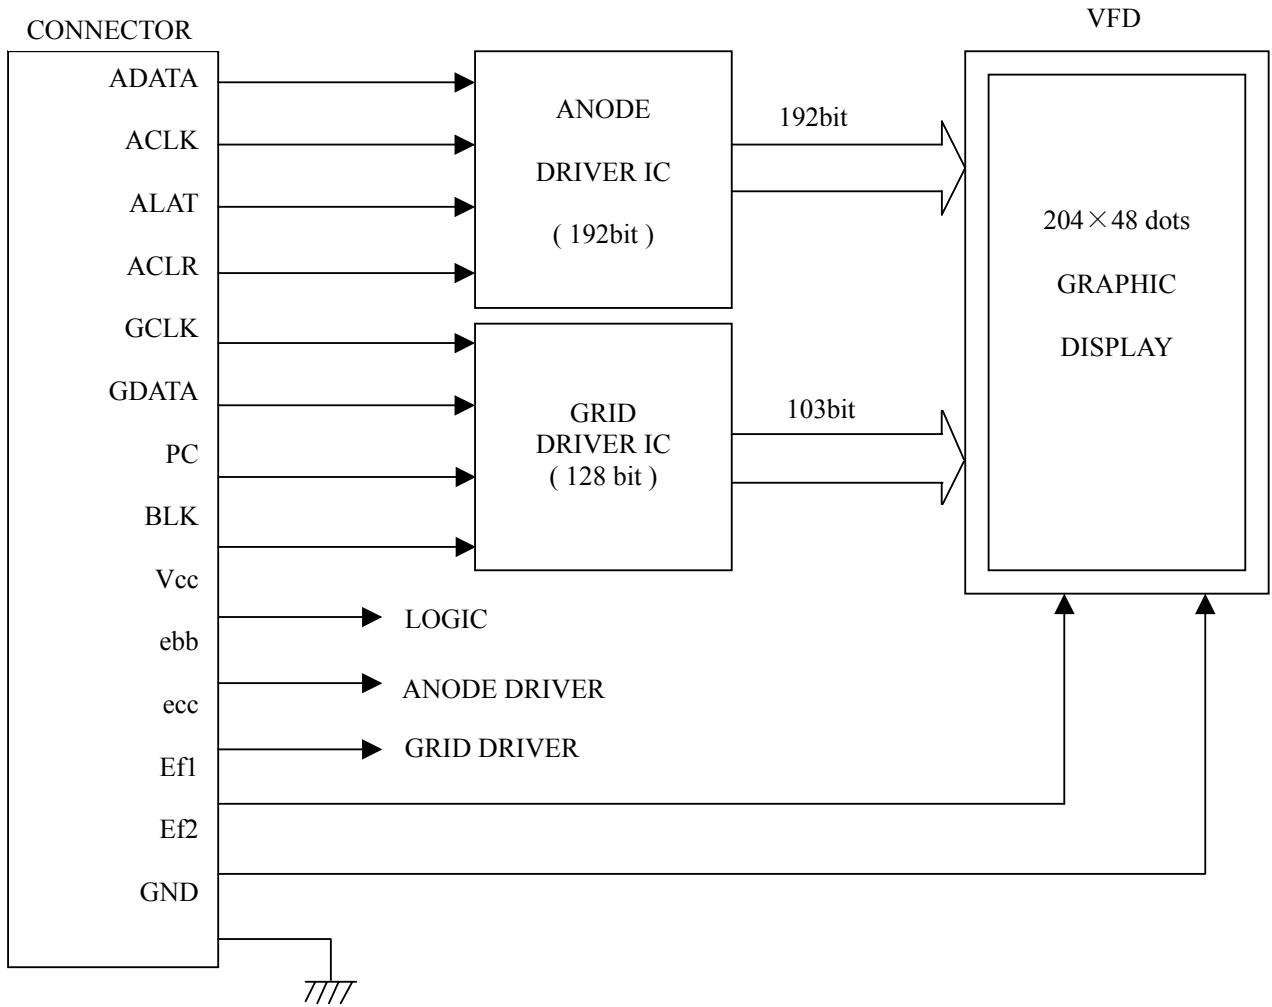 CONNECTOR
VFD
ADATA
ACLK
ALAT
ACLR
GCLK
GDATA
PC
BLK
Vcc
ebb
ecc
Ef1
Ef2
GND
ANODE
DRIVER IC
( 192bit )
GRID
DRIVER IC
( 128 bit )
192bit
103bit
204×48 dots
GRAPHIC
DISPLAY
LOGIC
ANODE DRIVER
GRID DRIVER